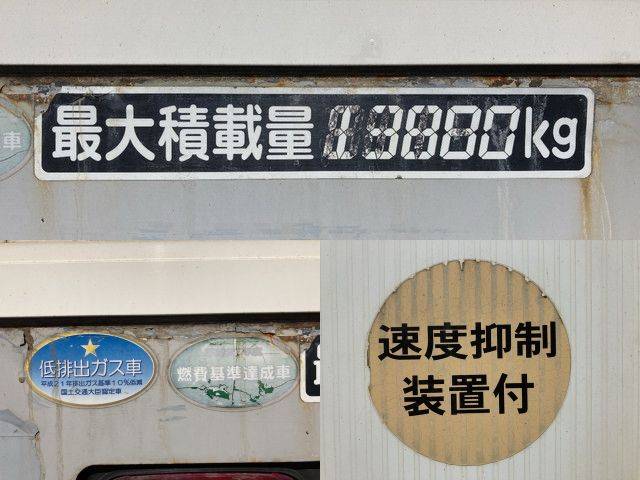 車
最大積載量 kg
低排出ガス車
平成21年排出ガス基準10%低減
国土交通大臣認定車
燃費基準達成車
速度抑制
装置付